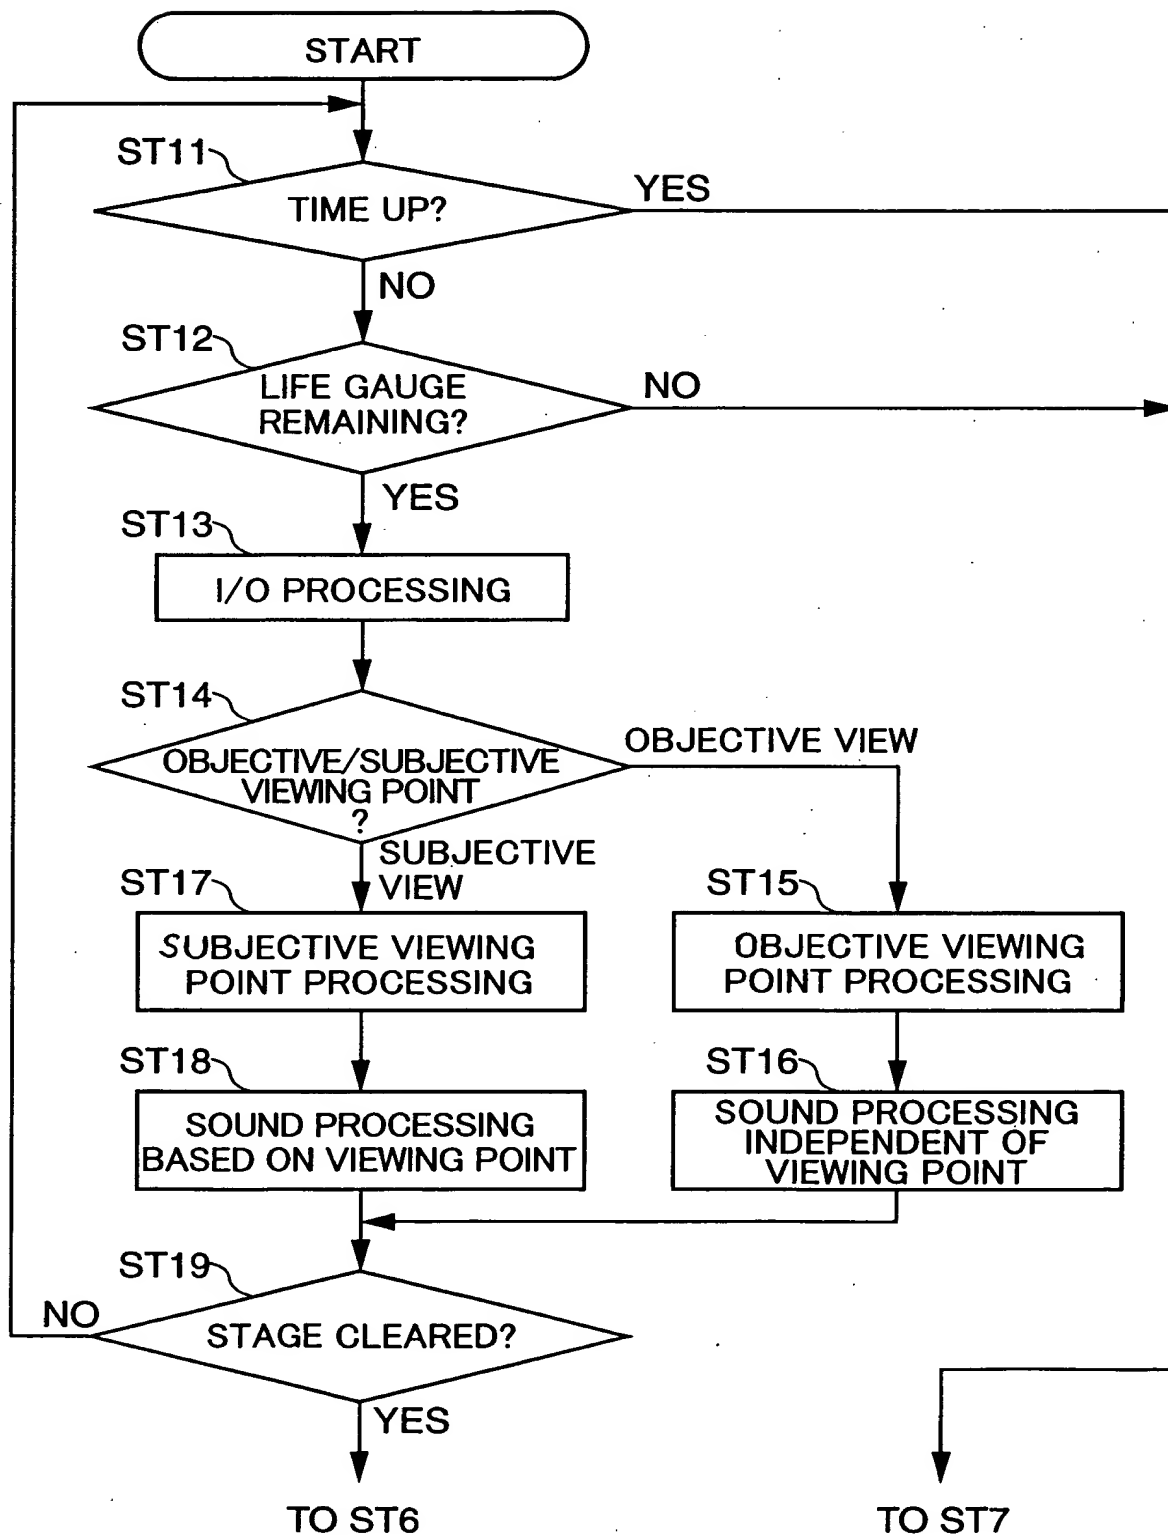 START
ST11
TIME UP?
YES
NO
ST12
LIFE GAUGE
REMAINING?
NO
YES
ST13
I/O PROCESSING
ST14
OBJECTIVE/SUBJECTIVE
VIEWING POINT
?
OBJECTIVE VIEW
SUBJECTIVE
VIEW
ST17
SUBJECTIVE VIEWING
POINT PROCESSING
ST15
OBJECTIVE VIEWING
POINT PROCESSING
ST18
SOUND PROCESSING
BASED ON VIEWING POINT
ST16
SOUND PROCESSING
INDEPENDENT OF
VIEWING POINT
ST19
NO
STAGE CLEARED?
YES
TO ST6
TO ST7